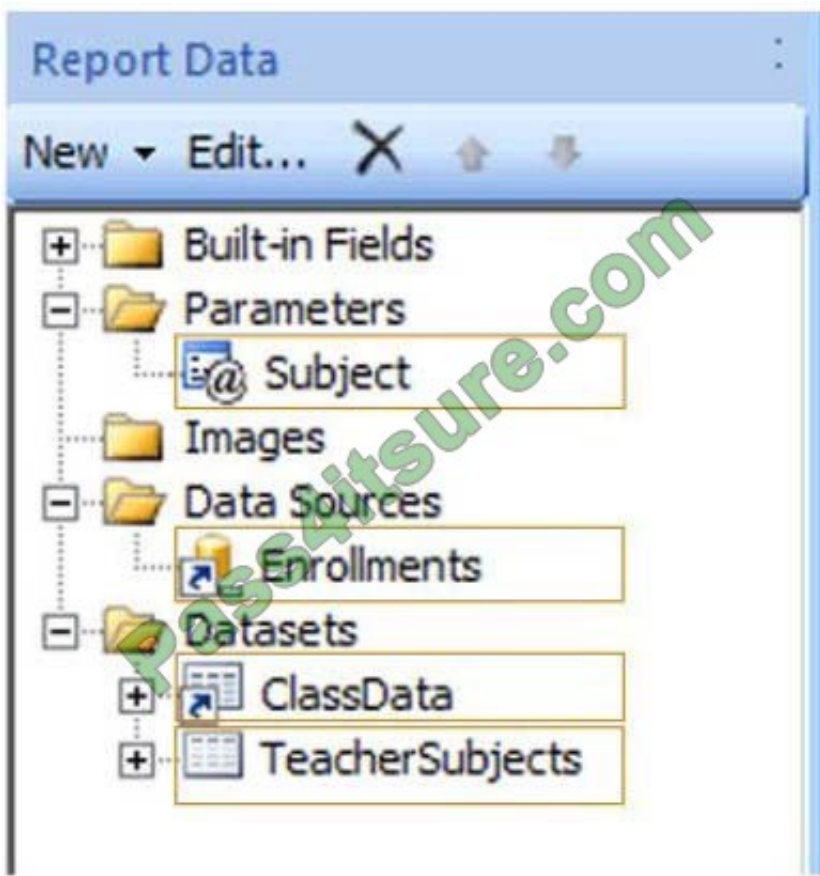 Report Data
New Edit...
Built-in Fields
Parameters
@ Subject
Images
Data Sources
Enrollments
Datasets
ClassData
TeacherSubjects
Pass4itsure.com